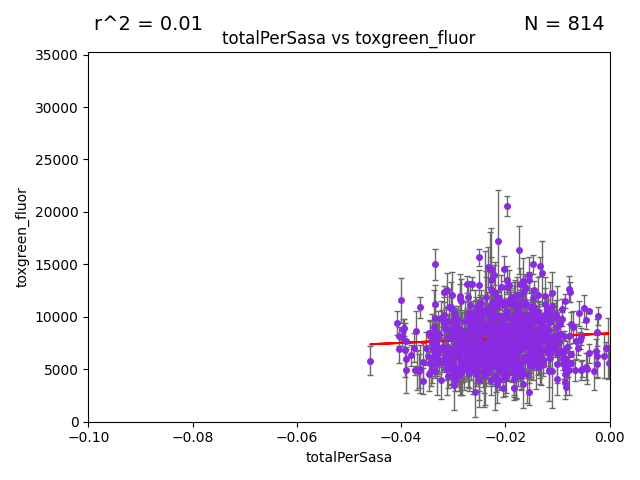 r^2 = 0.01
N = 814
totalPerSasa vs toxgreen_fluor
35000
30000
25000
20000
15000
10000
5000
0
toxgreen_fluor
−0.10
−0.08
−0.06
−0.04
−0.02
0.00
totalPerSasa